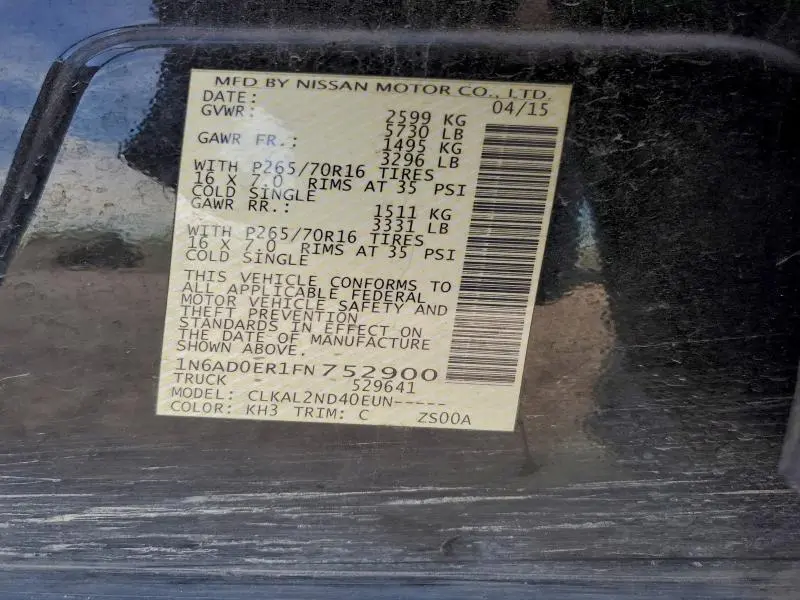 MFD BY NISSAN MOTOR CO., LTD.
DATE: 04/15
GVWR: 2599 KG
5730 LB
GAWR FR.: 1495 KG
3296 LB
WITH P265/70R16 TIRES
16 X 7.0 RIMS AT 35 PSI
COLD SINGLE
GAWR RR.: 1511 KG
3331 LB
WITH P265/70R16 TIRES
16 X 7.0 RIMS AT 35 PSI
COLD SINGLE
THIS VEHICLE CONFORMS TO
ALL APPLICABLE FEDERAL
MOTOR VEHICLE SAFETY AND
THEFT PREVENTION
STANDARDS IN EFFECT ON
THE DATE OF MANUFACTURE
SHOWN ABOVE.
1N6AD0ER1FN752900
TRUCK 529641
MODEL: CLKAL2ND40EUN-----
COLOR: KH3 TRIM: C ZS00A